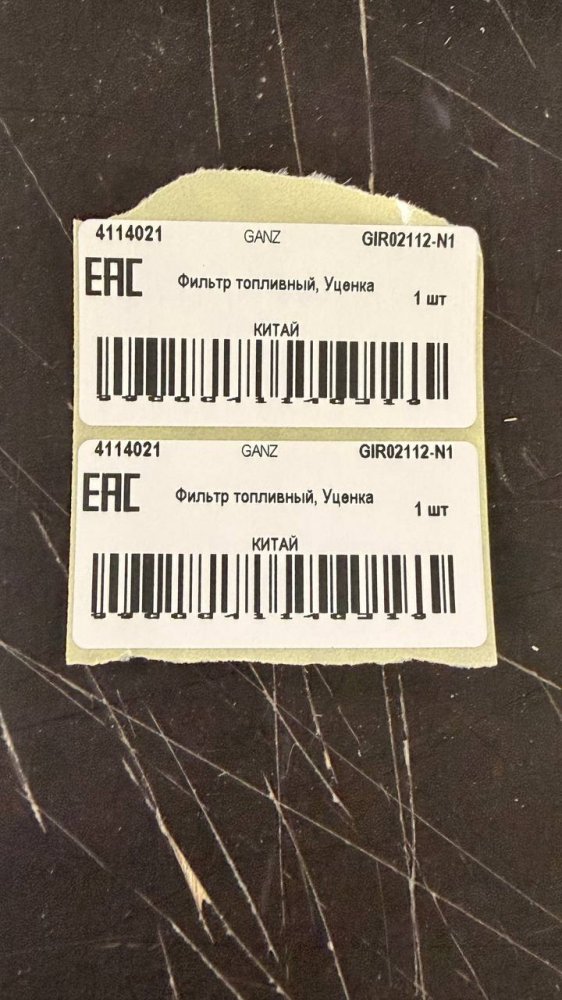 4114021 GANZ GIR02112-N1
EAC
Фильтр топливный, Уценка
1 шт
КИТАЙ
4114021 GANZ GIR02112-N1
EAC
Фильтр топливный, Уценка
1 шт
КИТАЙ